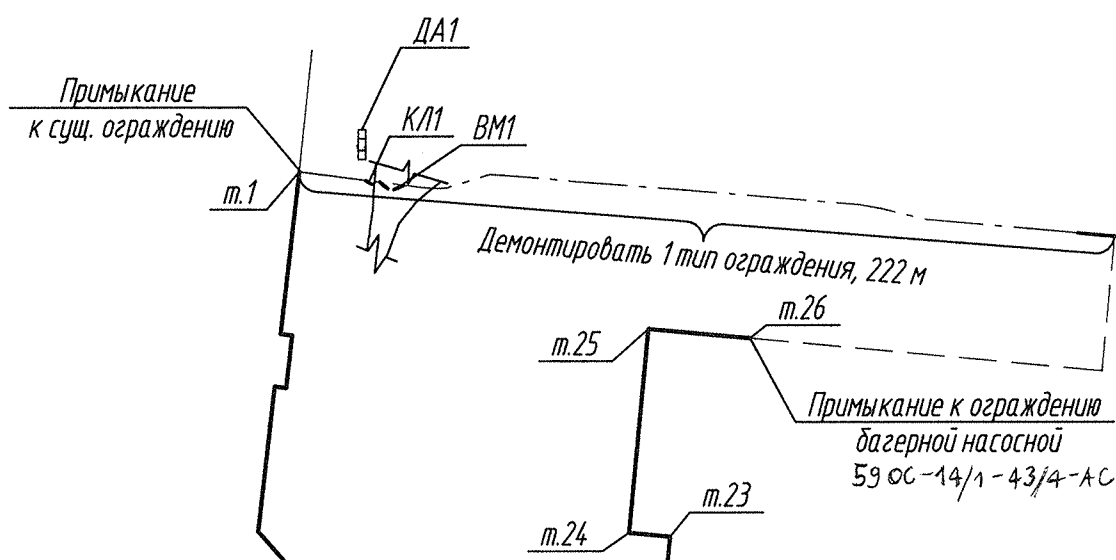 ДА1
Примыкание
к сущ. ограждению
КЛ1
ВМ1
т.1
Демонтировать 1 тип ограждения, 222 м
т.26
т.25
Примыкание к ограждению
багерной насосной
59 ОС-14/1-43/4-АС
т.23
т.24